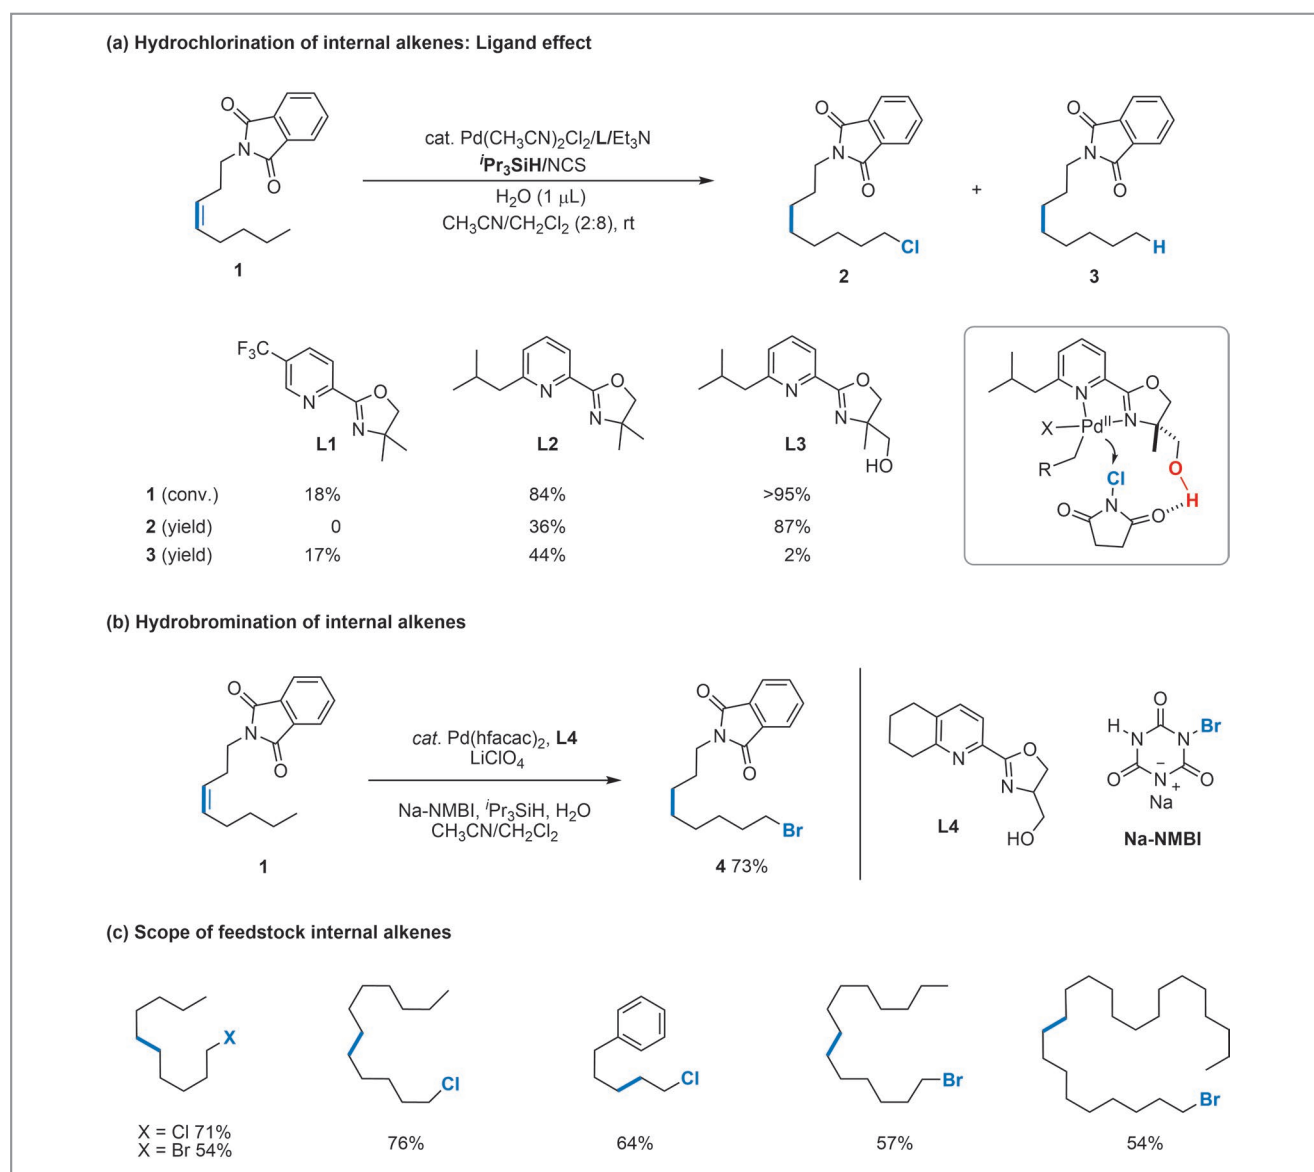 (a) Hydrochlorination of internal alkenes: Ligand effect
O
N
O
1
cat. Pd(CH₃CN)₂Cl₂/L/Et₃N
ⁱPr₃SiH/NCS
H₂O (1 μL)
CH₃CN/CH₂Cl₂ (2:8), rt
O
N
O
Cl
2
+
O
N
O
H
3
F₃C
N
O
N
L1
N
O
N
L2
N
O
N
HO
L3
N
O
N
X
Pdᴵᴵ
R
Cl
N
O
O
O
H
1 (conv.) 18% 84% >95%
2 (yield) 0 36% 87%
3 (yield) 17% 44% 2%
(b) Hydrobromination of internal alkenes
O
N
O
1
cat. Pd(hfacac)₂, L4
LiClO₄
Na-NMBI, ⁱPr₃SiH, H₂O
CH₃CN/CH₂Cl₂
O
N
O
Br
4 73%
N
O
N
HO
L4
O
H
N
N
Br
O
N
O
−
+
Na
Na-NMBI
(c) Scope of feedstock internal alkenes
X
X = Cl 71%
X = Br 54%
Cl
76%
Cl
64%
Br
57%
Br
54%